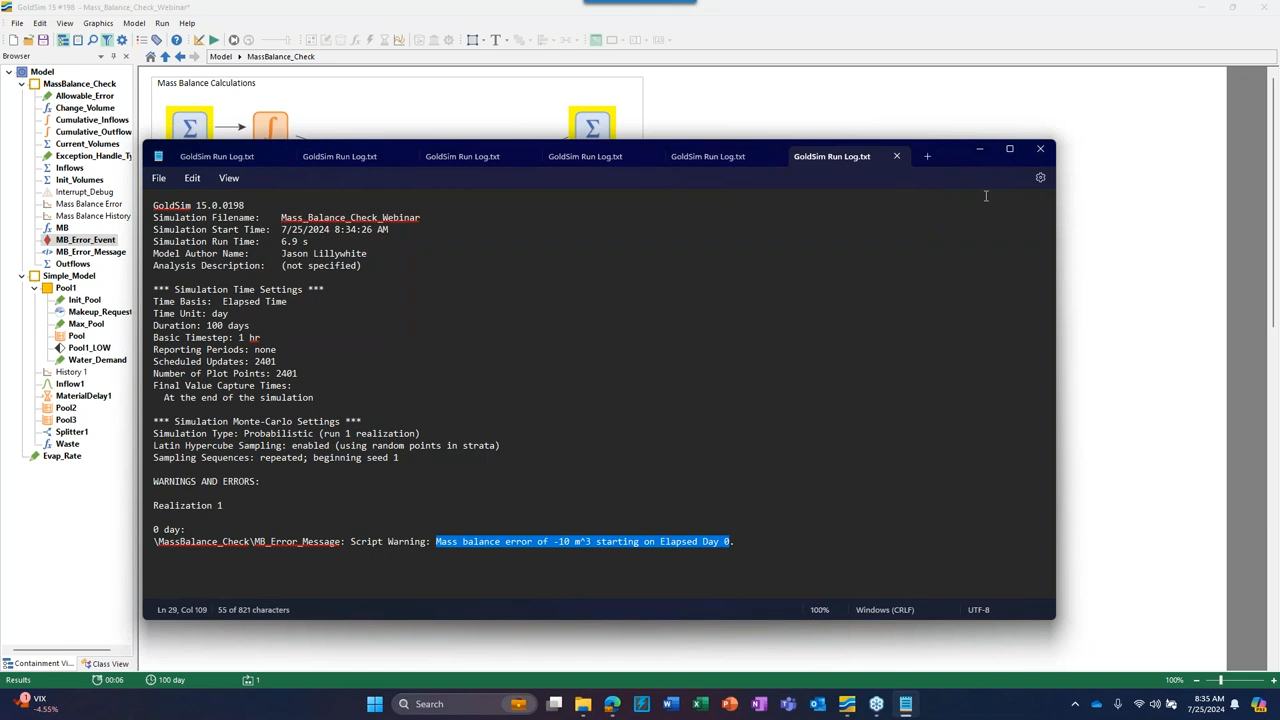 GoldSim 15 #198 - Mass_Balance_Check_Webinar*
File Edit View Graphics Model Run Help
Browser
Model
MassBalance_Check
Model
MassBalance_Check
Allowable_Error
Change_Volume
Cumulative_Inflows
Cumulative_Outflow
Current_Volumes
Exception_Handle_Ty
Inflows
Init_Volumes
Interrupt_Debug
Mass Balance Error
Mass Balance History
MB
MB_Error_Event
MB_Error_Message
Outflows
Simple_Model
Pool1
Init_Pool
Makeup_Reques
Max_Pool
Pool
Pool1_LOW
Water_Demand
History 1
Inflow1
MaterialDelay1
Pool2
Pool3
Splitter1
Waste
Evap_Rate
Containment Vi...
Class View
Mass Balance Calculations
GoldSim Run Log.txt
GoldSim Run Log.txt
GoldSim Run Log.txt
GoldSim Run Log.txt
GoldSim Run Log.txt
GoldSim Run Log.txt
File Edit View
GoldSim 15.0.0198
Simulation Filename: Mass_Balance_Check_Webinar
Simulation Start Time: 7/25/2024 8:34:26 AM
Simulation Run Time: 6.9 s
Model Author Name: Jason Lillywhite
Analysis Description: (not specified)
*** Simulation Time Settings ***
Time Basis: Elapsed Time
Time Unit: day
Duration: 100 days
Basic Timestep: 1 hr
Reporting Periods: none
Scheduled Updates: 2401
Number of Plot Points: 2401
Final Value Capture Times:
At the end of the simulation
*** Simulation Monte-Carlo Settings ***
Simulation Type: Probabilistic (run 1 realization)
Latin Hypercube Sampling: enabled (using random points in strata)
Sampling Sequences: repeated; beginning seed 1
WARNINGS AND ERRORS:
Realization 1
0 day:
\MassBalance_Check\MB_Error_Message: Script Warning: Mass balance error of -10 m^3 starting on Elapsed Day 0.
Ln 29, Col 109
55 of 821 characters
100%
Windows (CRLF)
UTF-8
Results
00:06
100 day
1
100%
1
VIX
-4.55%
Search
8:35 AM
7/25/2024